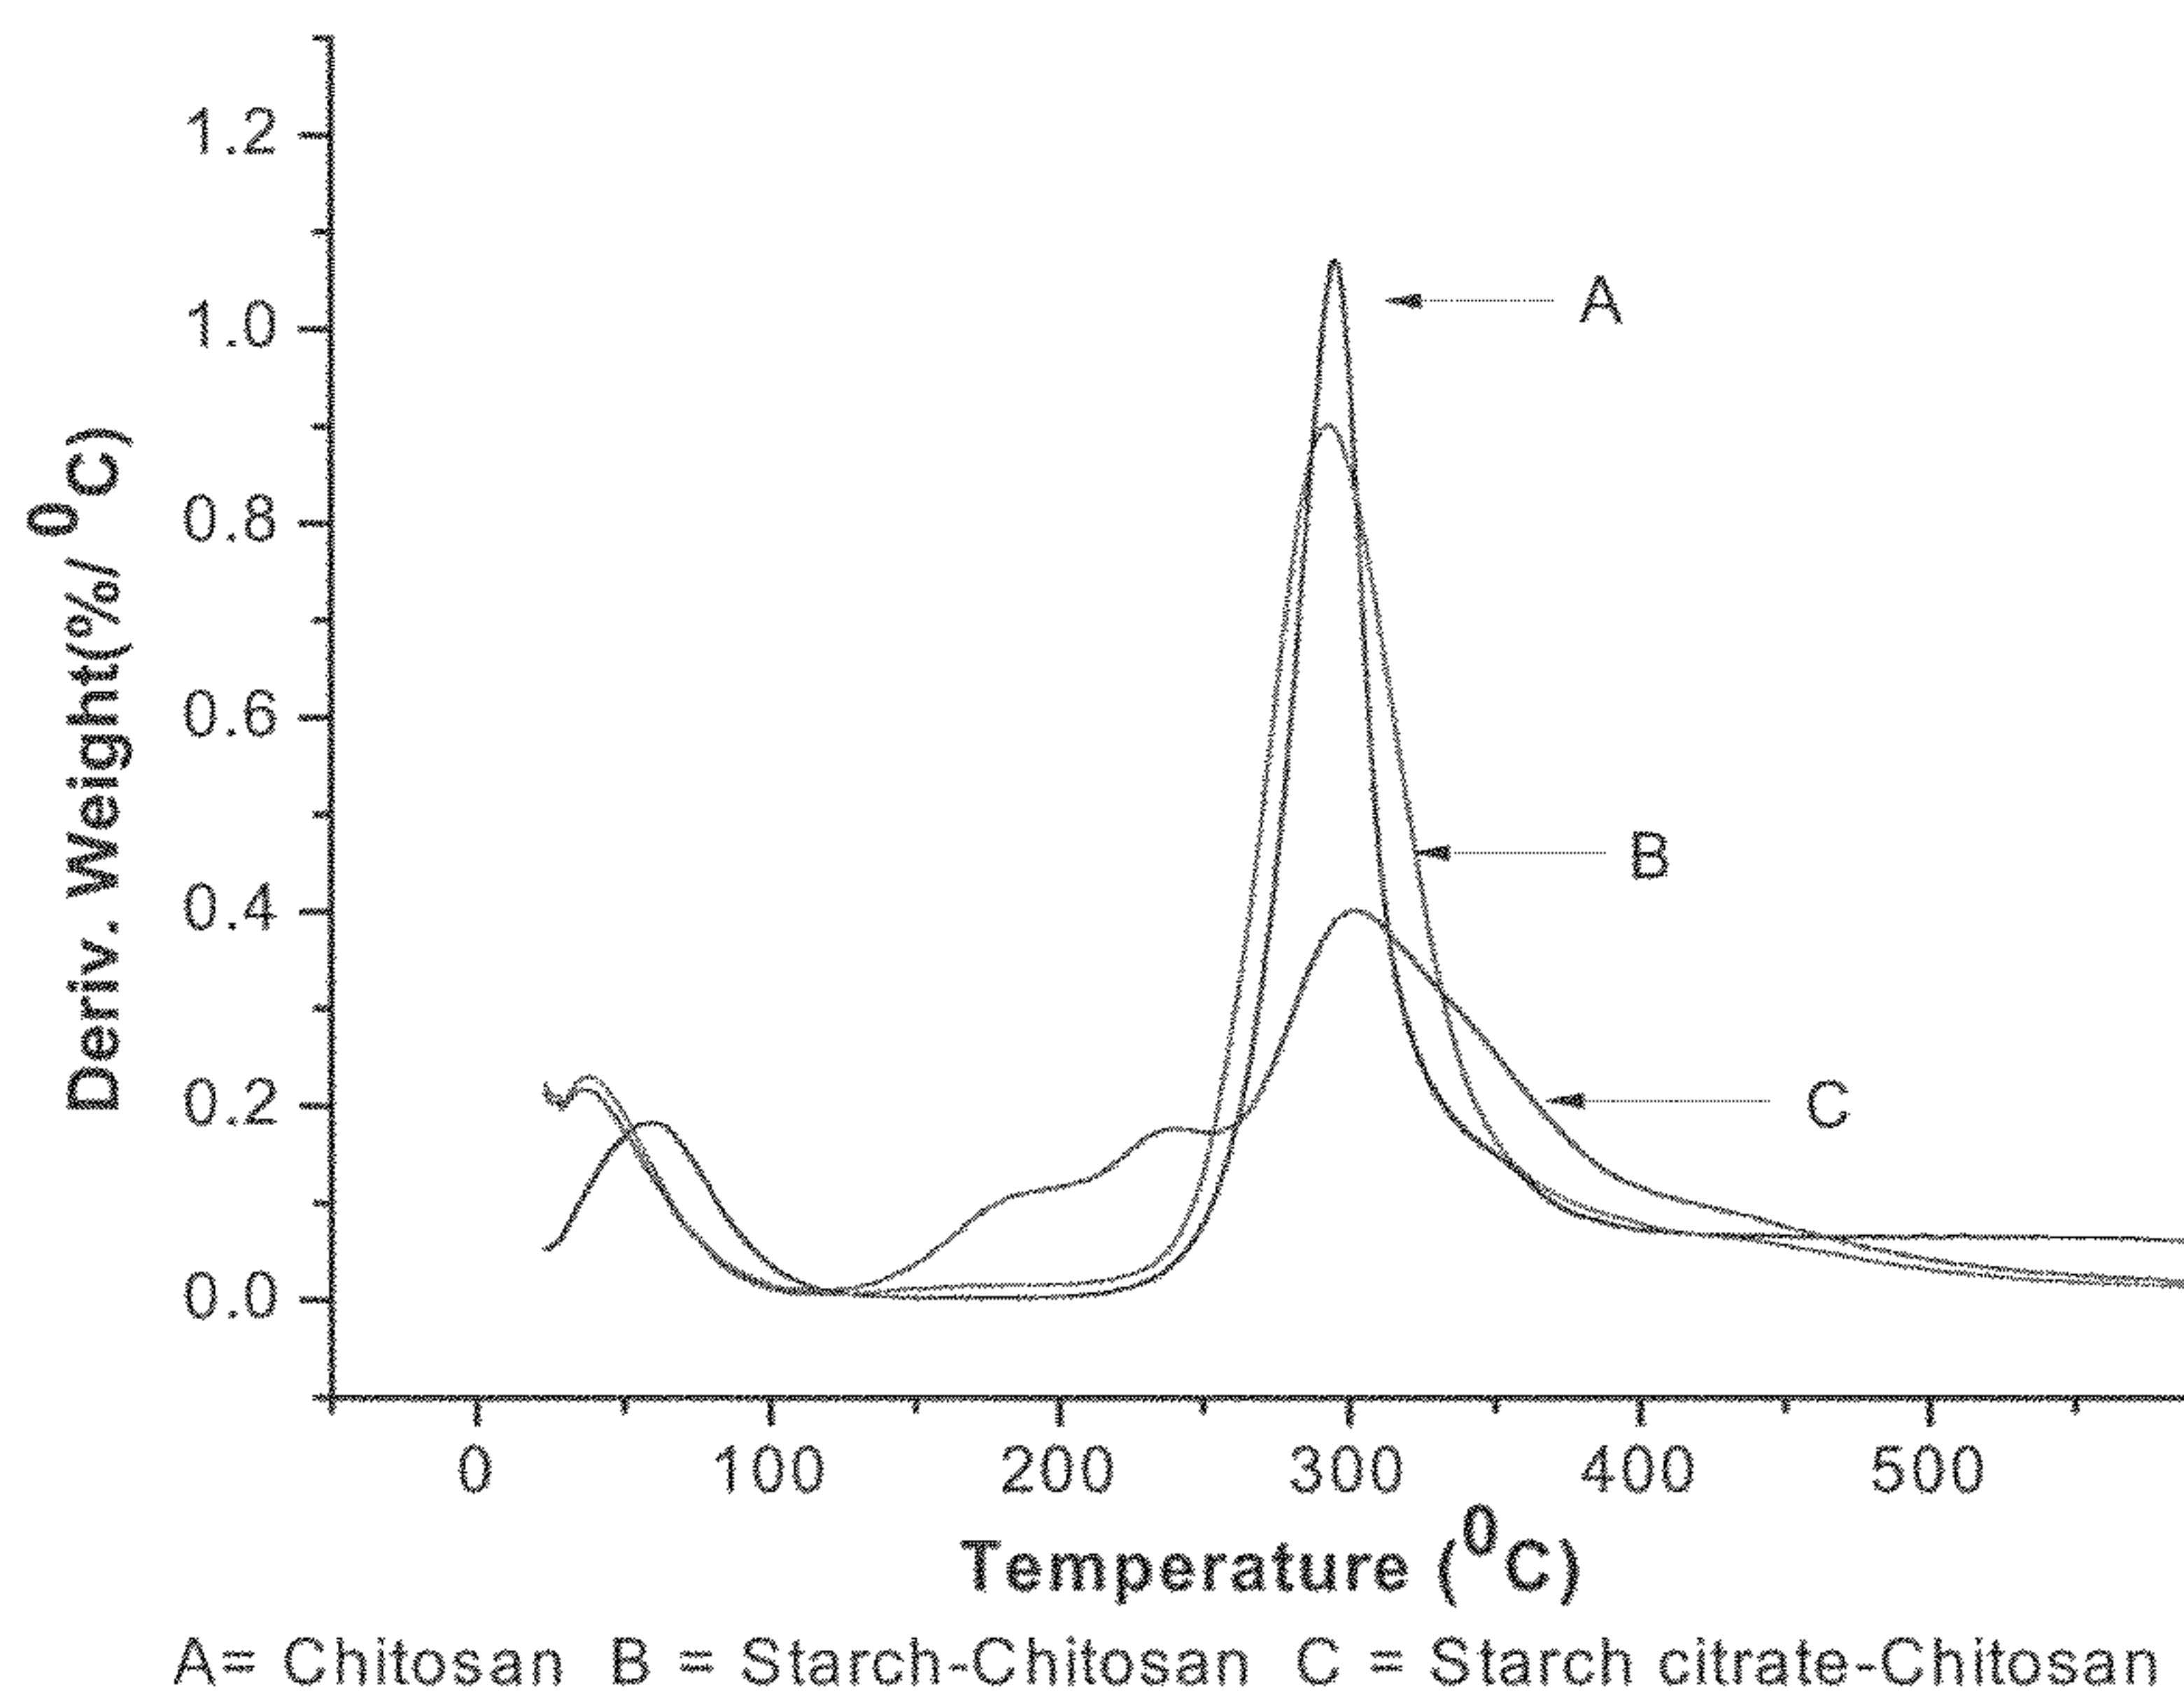 1.2
1.0
0.8
0.6
0.4
0.2
0.0
Deriv. Weight(%/ ⁰C)
A
B
C
0 100 200 300 400 500
Temperature (⁰C)
A= Chitosan B = Starch-Chitosan C = Starch citrate-Chitosan